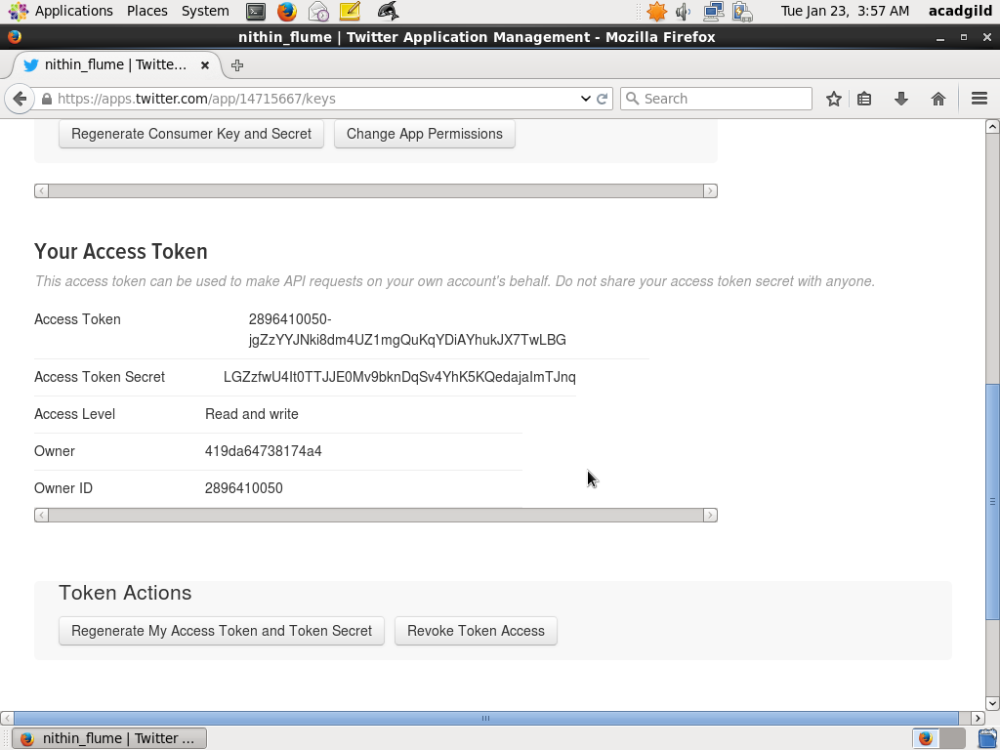 Applications Places System Tue Jan 23, 3:57 AM acadgild
nithin_flume | Twitter Application Management - Mozilla Firefox
nithin_flume | Twitte...
https://apps.twitter.com/app/14715667/keys Search
Regenerate Consumer Key and Secret Change App Permissions
Your Access Token
This access token can be used to make API requests on your own account's behalf. Do not share your access token secret with anyone.
Access Token 2896410050-
jgZzYYJNki8dm4UZ1mgQuKqYDiAYhukJX7TwLBG
Access Token Secret
Access Level Read and write
Owner 419da64738174a4
Owner ID 2896410050
Token Actions
Regenerate My Access Token and Token Secret Revoke Token Access
nithin_flume | Twitter ...